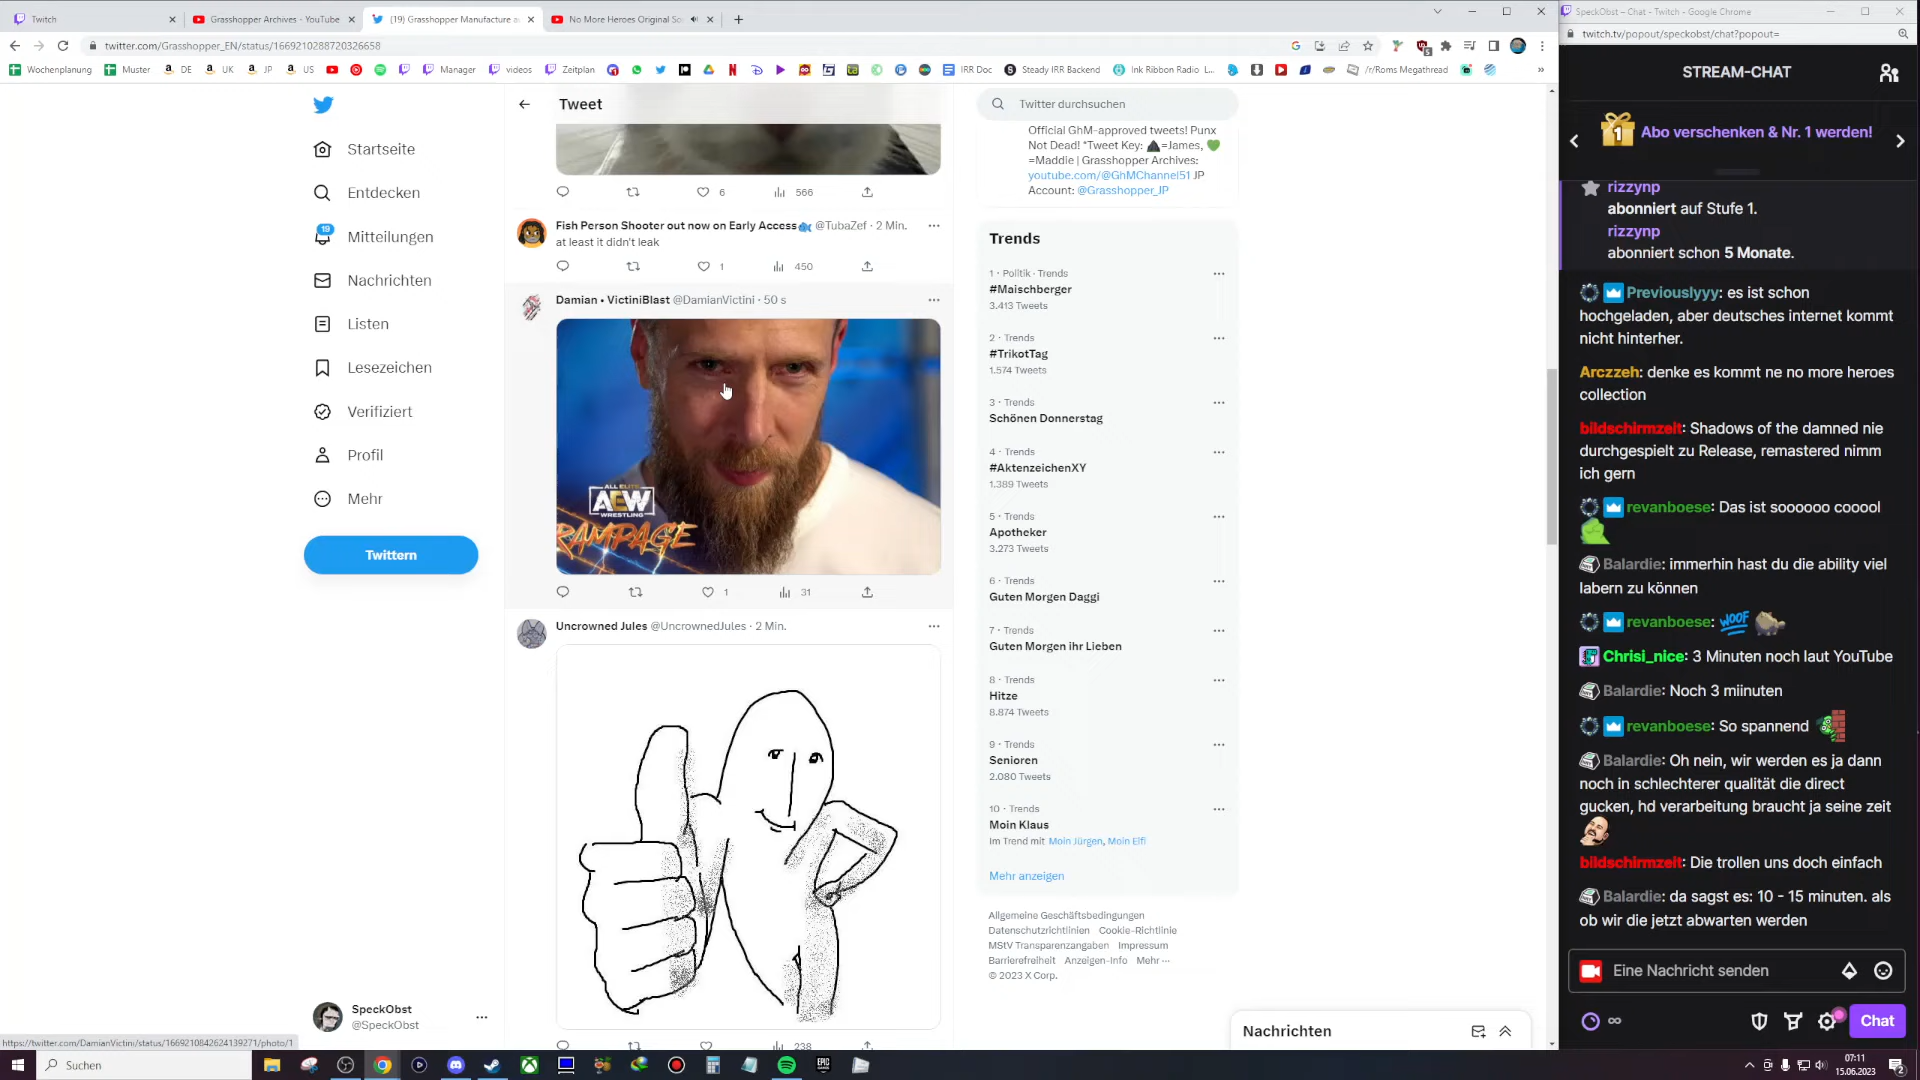 Twitch
Grasshopper Archives - YouTube
(19) Grasshopper Manufacture a
No More Heroes Original So
SpeckObst – Chat - Twitch - Google Chrome
twitter.com/Grasshopper_EN/status/1669210288720326658
twitch.tv/popout/speckobst/chat?popout=
Wochenplanung
Muster
DE
UK
JP
US
Manager
videos
Zeitplan
IRR Doc
Steady IRR Backend
Ink Ribbon Radio L...
/r/Roms Megathread
»
Startseite
Entdecken
19
Mitteilungen
Nachrichten
Listen
Lesezeichen
Verifiziert
Profil
Mehr
Twittern
SpeckObst
@SpeckObst
Tweet
6
566
Fish Person Shooter out now on Early Access @TubaZef · 2 Min.
at least it didn't leak
1
450
Damian • VictiniBlast @DamianVictini · 50 s
ALL ELITE
AEW
WRESTLING
RAMPAGE
1
31
Uncrowned Jules @UncrownedJules · 2 Min.
238
Twitter durchsuchen
Official GhM-approved tweets! Punx
Not Dead! *Tweet Key: =James,
=Maddie | Grasshopper Archives:
youtube.com/@GhMChannel51 JP
Account: @Grasshopper_JP
Trends
1 · Politik · Trends
#Maischberger
3.413 Tweets
2 · Trends
#TrikotTag
1.574 Tweets
3 · Trends
Schönen Donnerstag
4 · Trends
#AktenzeichenXY
1.389 Tweets
5 · Trends
Apotheker
3.273 Tweets
6 · Trends
Guten Morgen Daggi
7 · Trends
Guten Morgen ihr Lieben
8 · Trends
Hitze
8.874 Tweets
9 · Trends
Senioren
2.080 Tweets
10 · Trends
Moin Klaus
Im Trend mit Moin Jürgen, Moin Elfi
Mehr anzeigen
Allgemeine Geschäftsbedingungen
Datenschutzrichtlinien Cookie-Richtlinie
MStV Transparenzangaben Impressum
Barrierefreiheit Anzeigen-Info Mehr ···
© 2023 X Corp.
Nachrichten
STREAM-CHAT
1
Abo verschenken & Nr. 1 werden!
rizzynp
abonniert auf Stufe 1.
rizzynp
abonniert schon 5 Monate.
Previouslyyy: es ist schon
hochgeladen, aber deutsches internet kommt
nicht hinterher.
Arczzeh: denke es kommt ne no more heroes
collection
bildschirmzeit: Shadows of the damned nie
durchgespielt zu Release, remastered nimm
ich gern
revanboese: Das ist soooooo cooool
Balardie: immerhin hast du die ability viel
labern zu können
revanboese: WOOF
Chrisi_nice: 3 Minuten noch laut YouTube
Balardie: Noch 3 miinuten
revanboese: So spannend
Balardie: Oh nein, wir werden es ja dann
noch in schlechterer qualität die direct
gucken, hd verarbeitung braucht ja seine zeit
bildschirmzeit: Die trollen uns doch einfach
Balardie: da sagst es: 10 - 15 minuten. als
ob wir die jetzt abwarten werden
Eine Nachricht senden
Chat
https://twitter.com/DamianVictini/status/1669210842624139271/photo/1
Suchen
07:11
15.06.2023
2